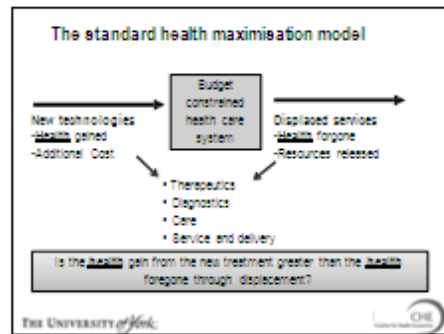 The standard health maximisation model
Budget
constrained
health care
system
New technologies
-Health gained
-Additional Cost
Displaced services
-Health forgone
-Resources released
• Therapeutics
• Diagnostics
• Care
• Service and delivery
Is the health gain from the new treatment greater than the health
foregone through displacement?
THE UNIVERSITY of York
CHE